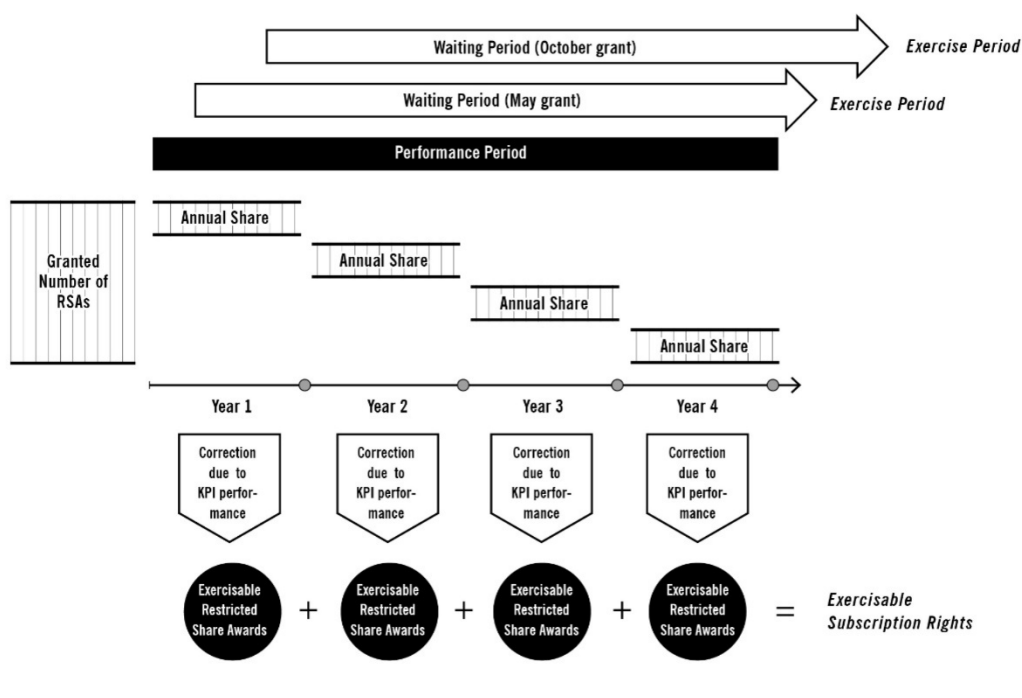 Waiting Period (October grant)
Exercise Period
Waiting Period (May grant)
Exercise Period
Performance Period
Granted
Number of
RSAs
Annual Share
Annual Share
Annual Share
Annual Share
Year 1
Year 2
Year 3
Year 4
Correction
due to
KPI perfor-
mance
Correction
due to
KPI perfor-
mance
Correction
due to
KPI perfor-
mance
Correction
due to
KPI perfor-
mance
Exercisable
Restricted
Share Awards
+
Exercisable
Restricted
Share Awards
+
Exercisable
Restricted
Share Awards
+
Exercisable
Restricted
Share Awards
=
Exercisable
Subscription Rights